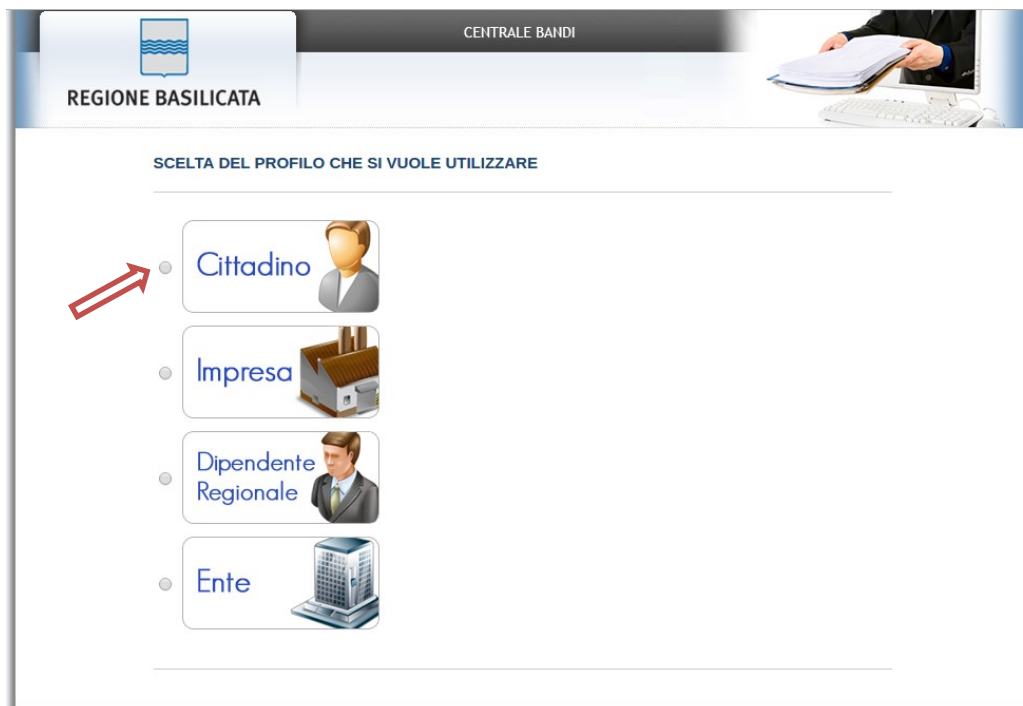 CENTRALE BANDI
REGIONE BASILICATA
SCELTA DEL PROFILO CHE SI VUOLE UTILIZZARE
Cittadino
Impresa
Dipendente
Regionale
Ente